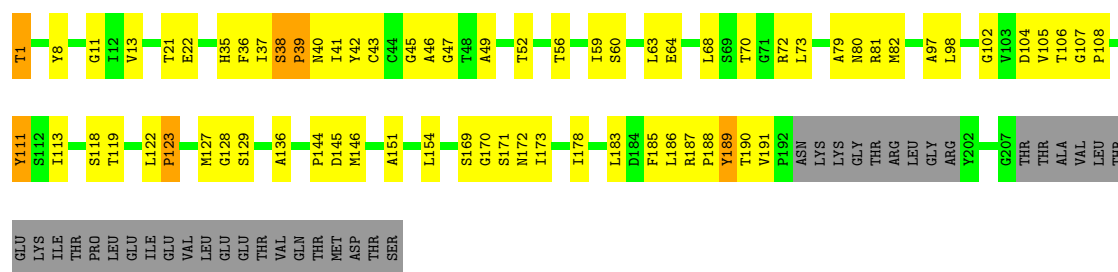 T1 Y8 G11 I12 V13 T21 E22 H35 F36 I37 S38 P39 N40 I41 Y42 C43 C44 G45 A46 G47 T48 A49 T52 T56 I59 S60 L63 E64 L68 S69 T70 G71 R72 L73 A79 N80 R81 M82 A97 L98 G102 V103 D104 V105 T106 G107 P108
Y111 S112 I113 S118 T119 L122 P123 M127 G128 S129 A136 P144 D145 M146 A151 L154 S169 G170 S171 N172 I173 I178 L183 D184 F185 L186 R187 P188 Y189 T190 V191 P192 ASN LYS LYS GLY THR ARG LEU GLY ARG Y202 G207 THR THR ALA VAL LEU THR
GLU LYS ILE THR PRO LEU GLU ILE GLU VAL LEU GLU GLU THR VAL GLN THR MET ASP THR SER